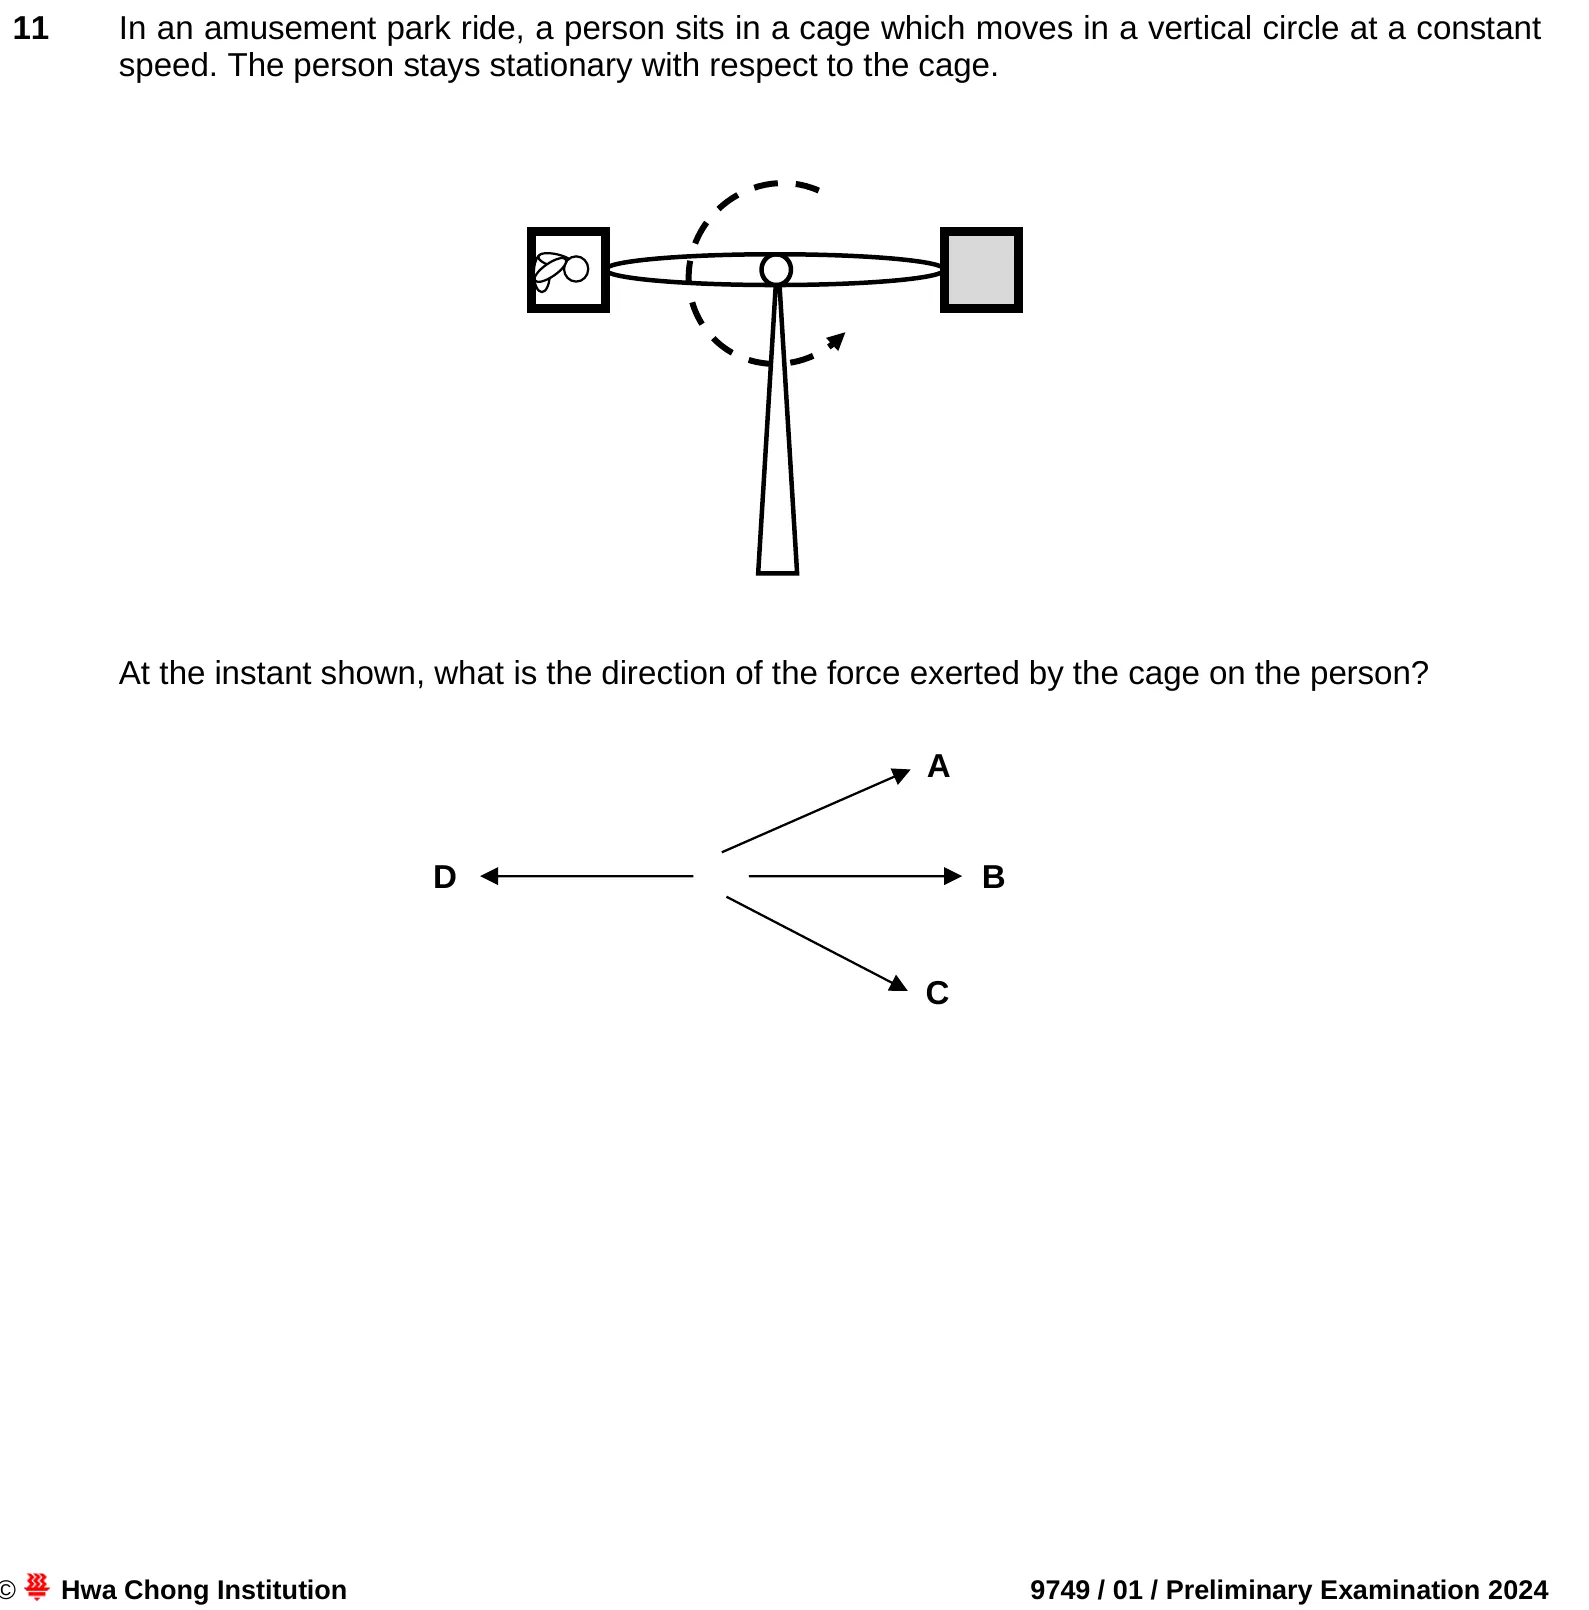 11 In an amusement park ride, a person sits in a cage which moves in a vertical circle at a constant
speed. The person stays stationary with respect to the cage.
At the instant shown, what is the direction of the force exerted by the cage on the person?
A
D B
C
© Hwa Chong Institution 9749 / 01 / Preliminary Examination 2024